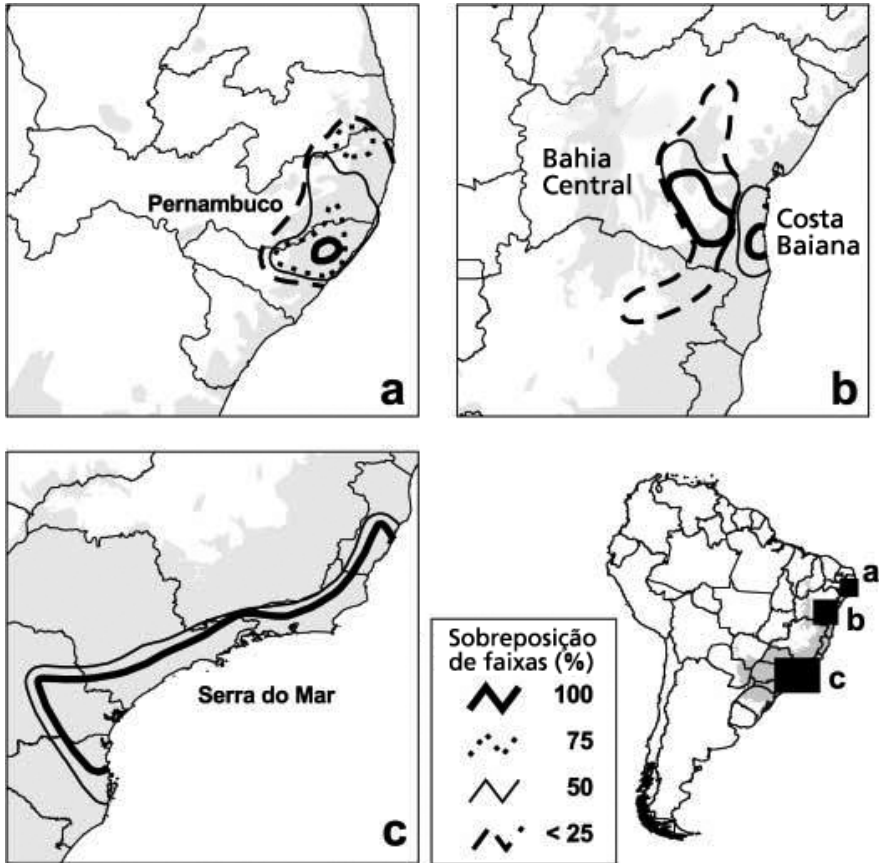 Pernambuco
a
Bahia
Central
Costa
Baiana
b
Serra do Mar
c
Sobreposição
de faixas (%)
100
75
50
< 25
a
b
c